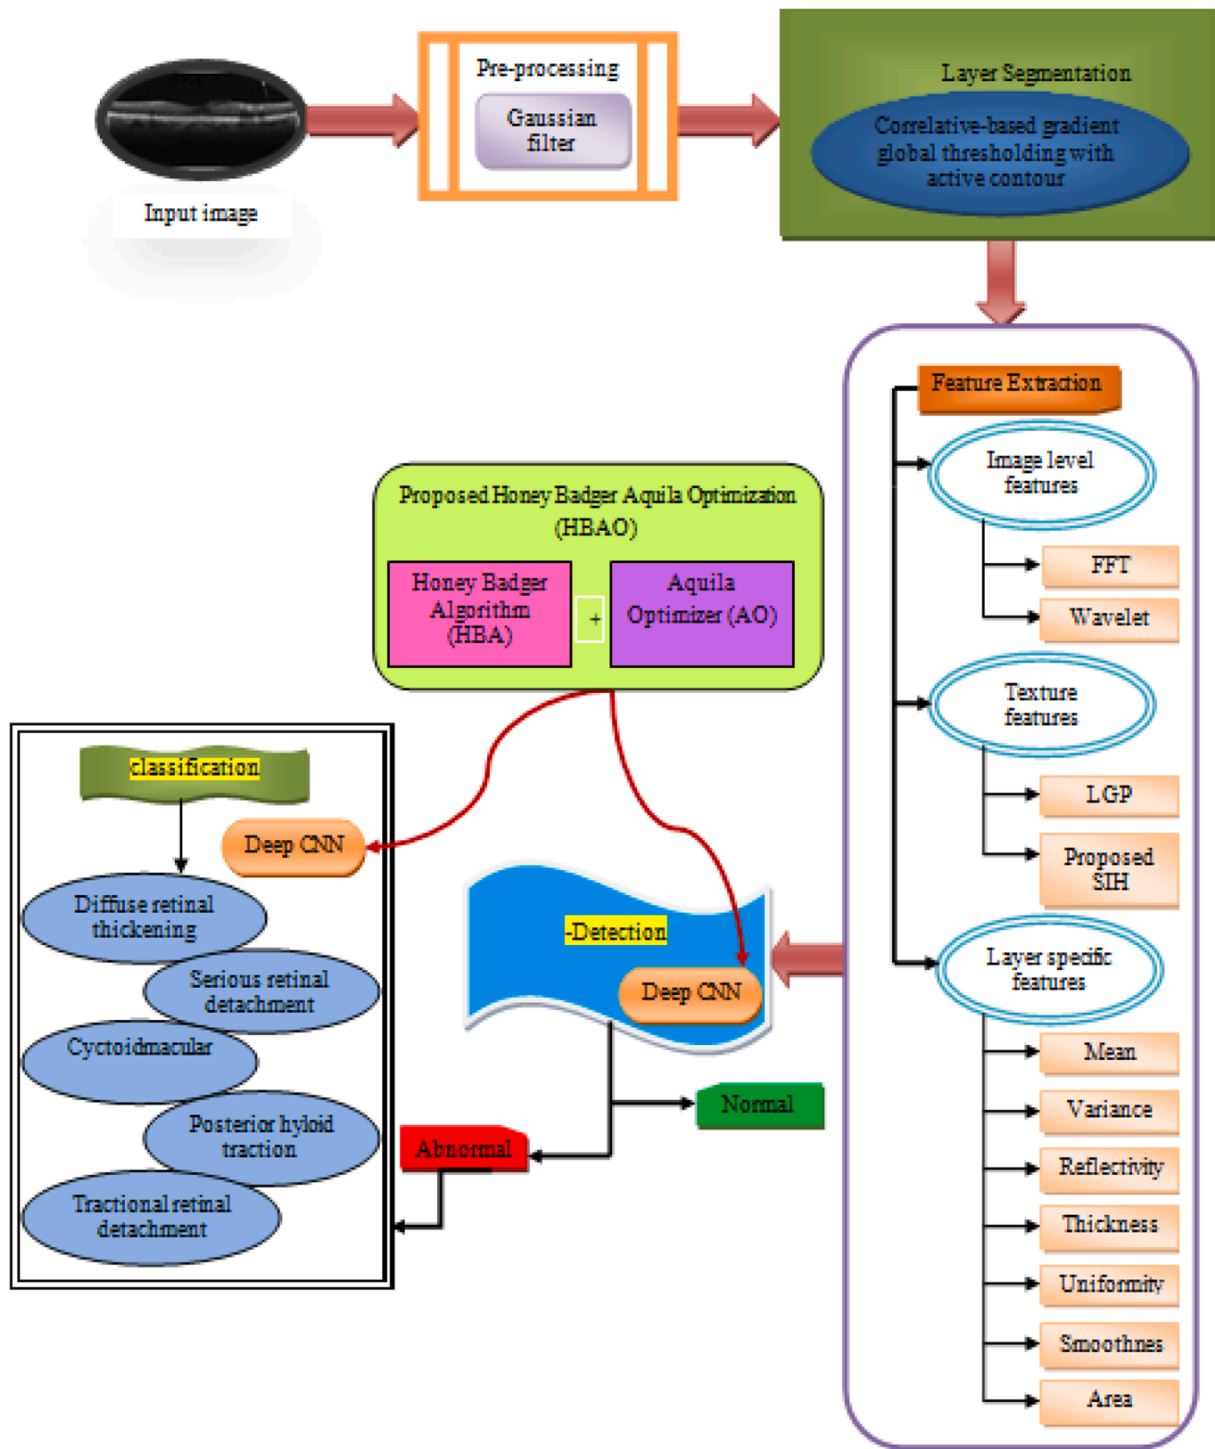 Input image
Pre-processing
Gaussian
filter
Layer Segmentation
Correlative-based gradient
global thresholding with
active contour
Feature Extraction
Image level
features
FFT
Wavelet
Texture
features
LGP
Proposed
SIH
Layer specific
features
Mean
Variance
Reflectivity
Thickness
Uniformity
Smoothnes
Area
Proposed Honey Badger Aquila Optimization
(HBAO)
Honey Badger
Algorithm
(HBA)
+
Aquila
Optimizer (AO)
-Detection
Deep CNN
Normal
Abnormal
classification
Deep CNN
Diffuse retinal
thickening
Serious retinal
detachment
Cyctoidmacular
Posterior hyloid
traction
Tractional retinal
detachment